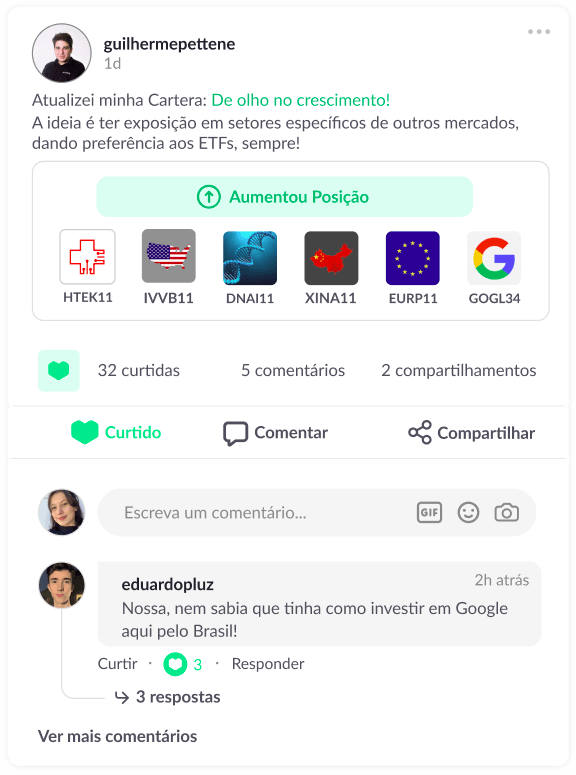 guilhermepettene
1d
Atualizei minha Cartera: De olho no crescimento!
A ideia é ter exposição em setores específicos de outros mercados,
dando preferência aos ETFs, sempre!
Aumentou Posição
HTEK11 IVVB11 DNAI11 XINA11 EURP11 GOGL34
32 curtidas 5 comentários 2 compartilhamentos
Curtido Comentar Compartilhar
Escreva um comentário... GIF
eduardopluz 2h atrás
Nossa, nem sabia que tinha como investir em Google
aqui pelo Brasil!
Curtir · 3 · Responder
3 respostas
Ver mais comentários